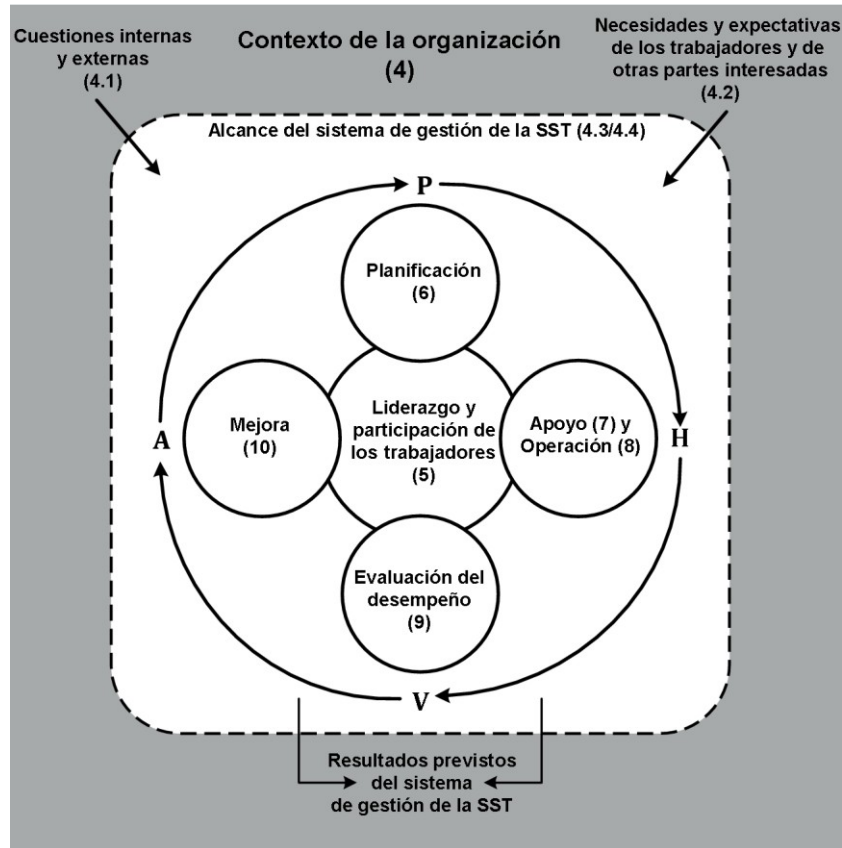 Cuestiones internas
y externas
(4.1)
Contexto de la organización
(4)
Necesidades y expectativas
de los trabajadores y de
otras partes interesadas
(4.2)
Alcance del sistema de gestión de la SST (4.3/4.4)
P
Planificación
(6)
A
Mejora
(10)
Liderazgo y
participación de
los trabajadores
(5)
Apoyo (7) y
Operación (8)
H
Evaluación del
desempeño
(9)
V
Resultados previstos
del sistema
de gestión de la SST